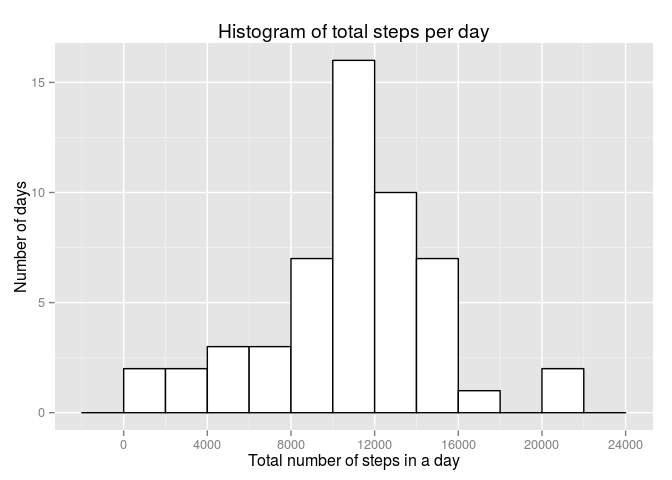 Histogram of total steps per day
15
10
5
0
Number of days
0 4000 8000 12000 16000 20000 24000
Total number of steps in a day